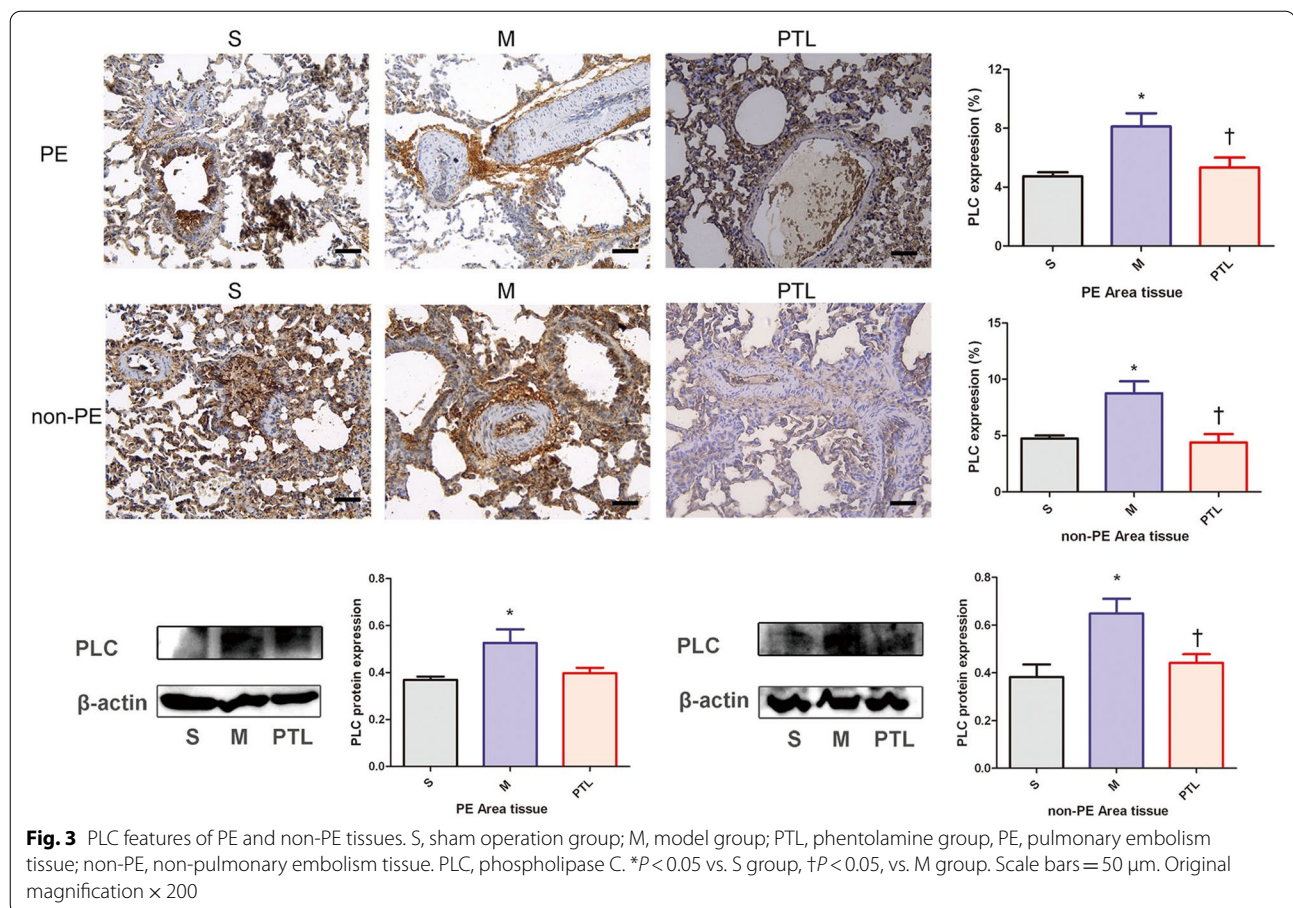 S M PTL
PE
12
8
4
0
PLC expreesion (%)
*
†
S M PTL
PE Area tissue
S M PTL
non-PE
15
10
5
0
PLC expreesion (%)
*
†
S M PTL
non-PE Area tissue
PLC
β-actin
S M PTL
0.8
0.6
0.4
0.2
0.0
PLC protein expression
*
S M PTL
PE Area tissue
PLC
β-actin
S M PTL
0.8
0.6
0.4
0.2
0.0
PLC protein expression
*
†
S M PTL
non-PE Area tissue
Fig. 3 PLC features of PE and non-PE tissues. S, sham operation group; M, model group; PTL, phentolamine group, PE, pulmonary embolism
tissue; non-PE, non-pulmonary embolism tissue. PLC, phospholipase C. *P < 0.05 vs. S group, †P < 0.05, vs. M group. Scale bars = 50 μm. Original
magnification × 200